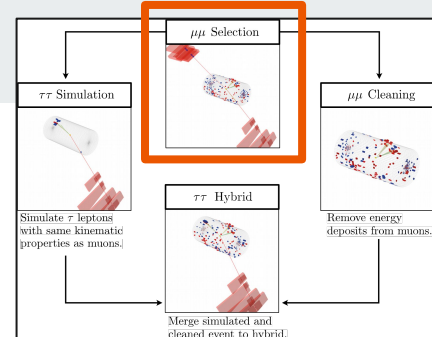 μμ Selection
ττ Simulation
μμ Cleaning
Simulate τ leptons
with same kinematic
properties as muons.
ττ Hybrid
Remove energy
deposits from muons.
Merge simulated and
cleaned event to hybrid.